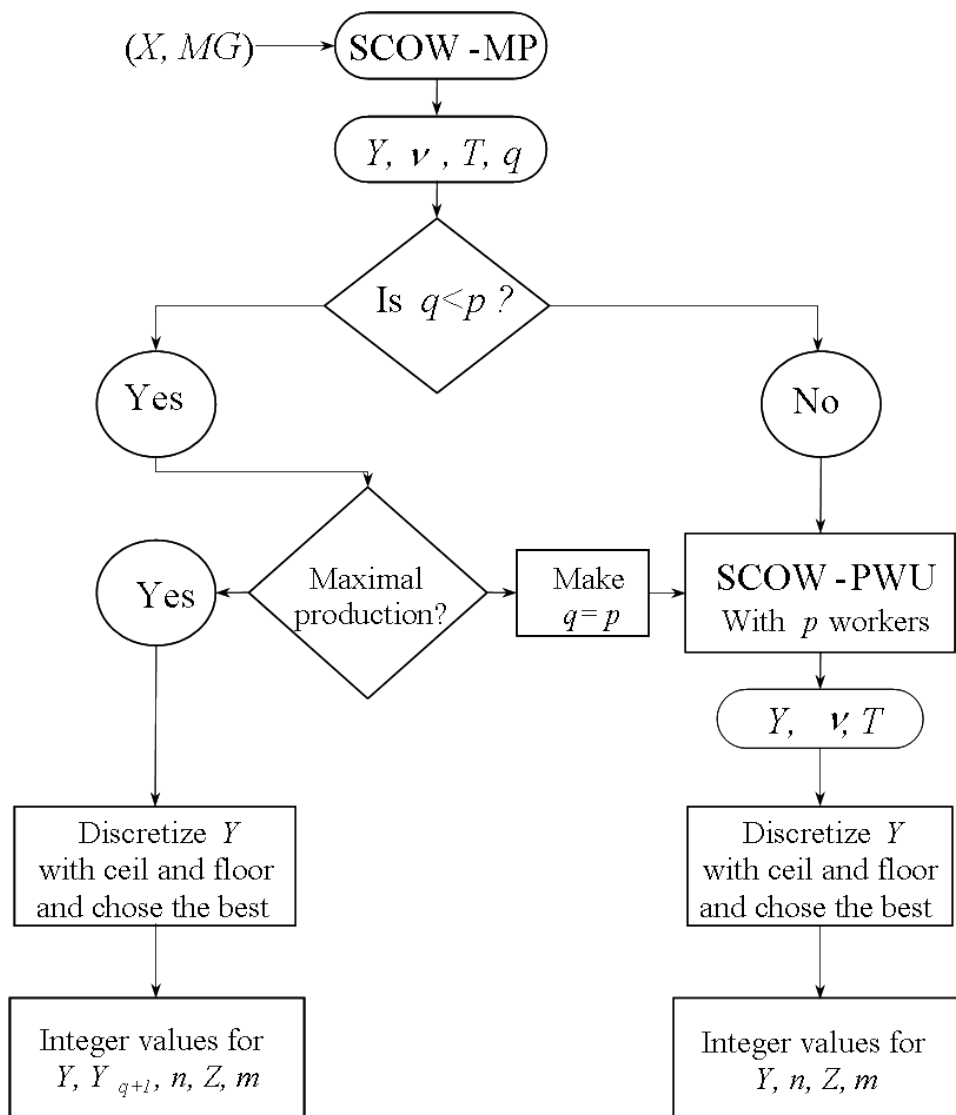 (X, MG)
SCOW -MP
Y, ν , T, q
Is q<p ?
Yes
No
Yes
Maximal
production?
Make
q= p
SCOW -PWU
With p workers
Y, ν, T
Discretize Y
with ceil and floor
and chose the best
Discretize Y
with ceil and floor
and chose the best
Integer values for
Y, Y q+1, n, Z, m
Integer values for
Y, n, Z, m